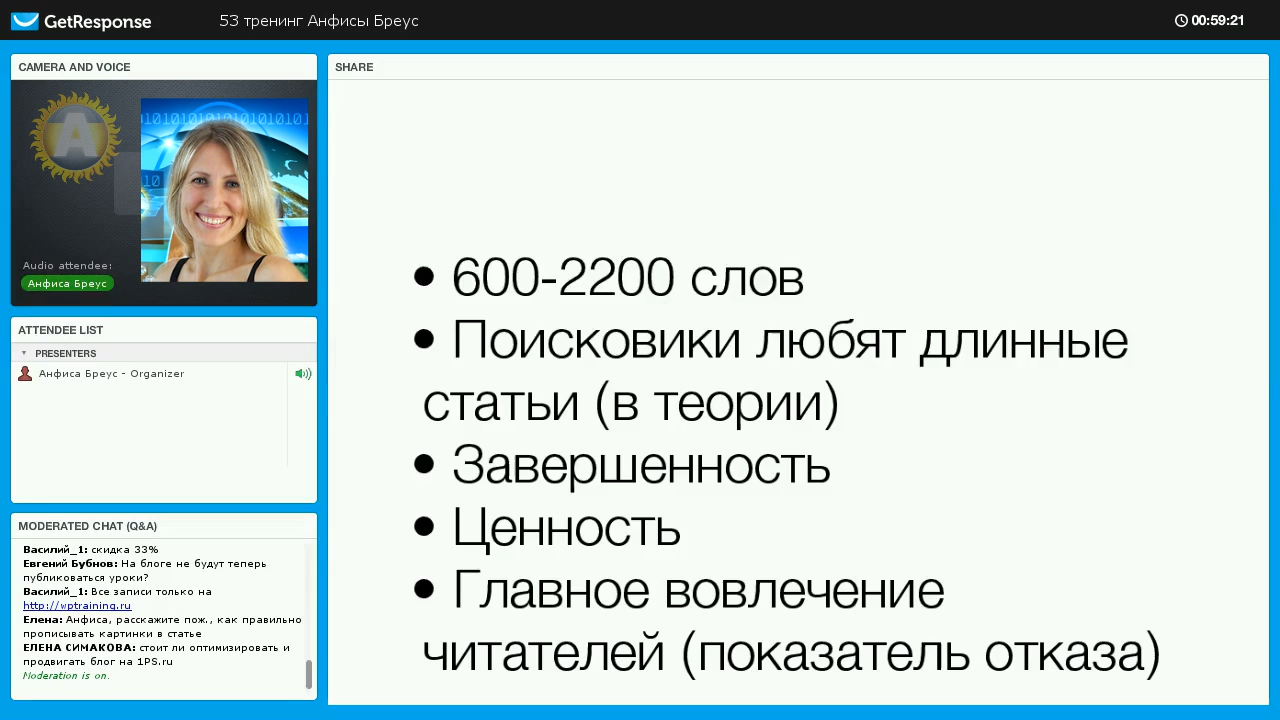 GetResponse
53 тренинг Анфисы Бреус
00:59:21
CAMERA AND VOICE
A
01010101010101010101
10
Audio attendee:
Анфиса Бреус
ATTENDEE LIST
PRESENTERS
Анфиса Бреус - Organizer
MODERATED CHAT (Q&A)
Василий_1: скидка 33%
Евгений Бубнов: На блоге не будут теперь
публиковаться уроки?
Василий_1: Все записи только на
http://wptraining.ru
Елена: Анфиса, расскажите пож., как правильно
прописывать картинки в статье
ЕЛЕНА СИМАКОВА: стоит ли оптимизировать и
продвигать блог на 1PS.ru
Moderation is on.
SHARE
• 600-2200 слов
• Поисковики любят длинные
статьи (в теории)
• Завершенность
• Ценность
• Главное вовлечение
читателей (показатель отказа)